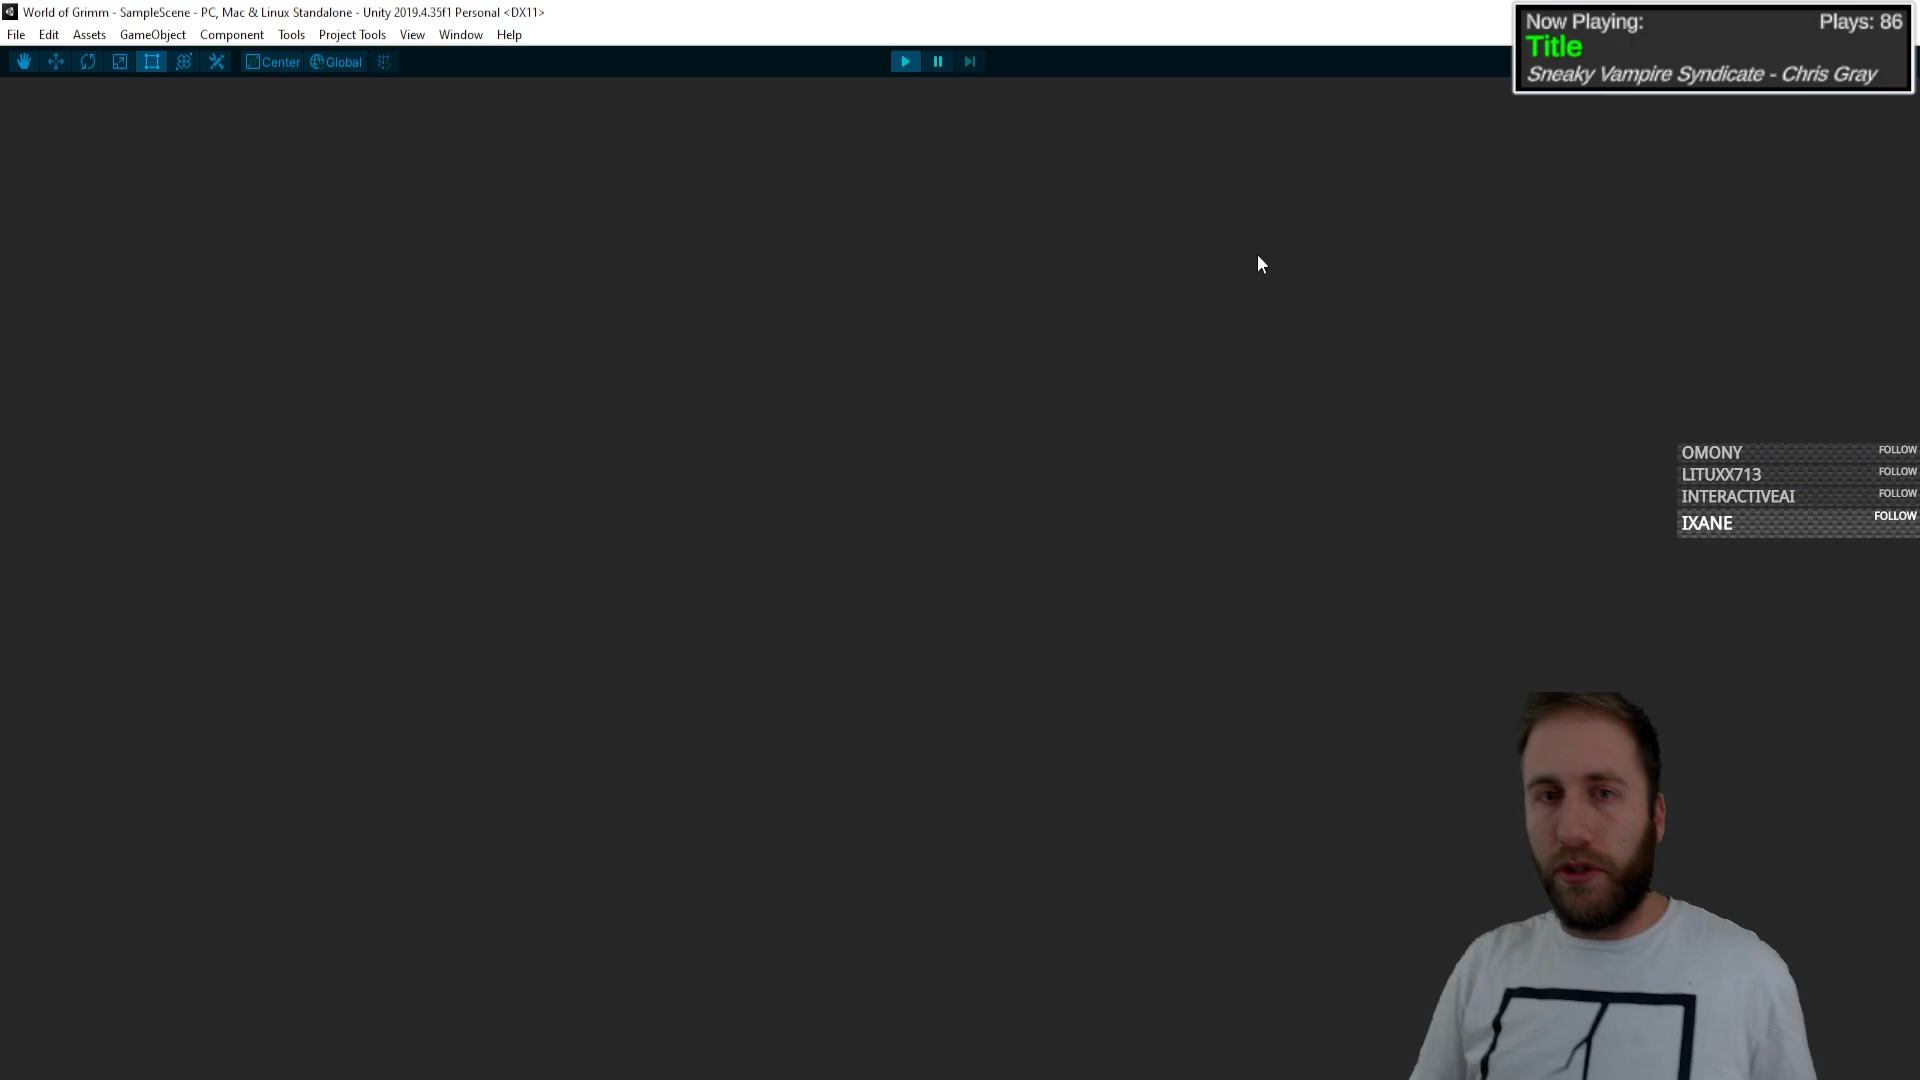 World of Grimm - SampleScene - PC, Mac & Linux Standalone - Unity 2019.4.35f1 Personal <DX11>
File Edit Assets GameObject Component Tools Project Tools View Window Help
Center Global
Now Playing: Plays: 86
Title
Sneaky Vampire Syndicate - Chris Gray
OMONY FOLLOW
LITUXX713 FOLLOW
INTERACTIVEAI FOLLOW
IXANE FOLLOW